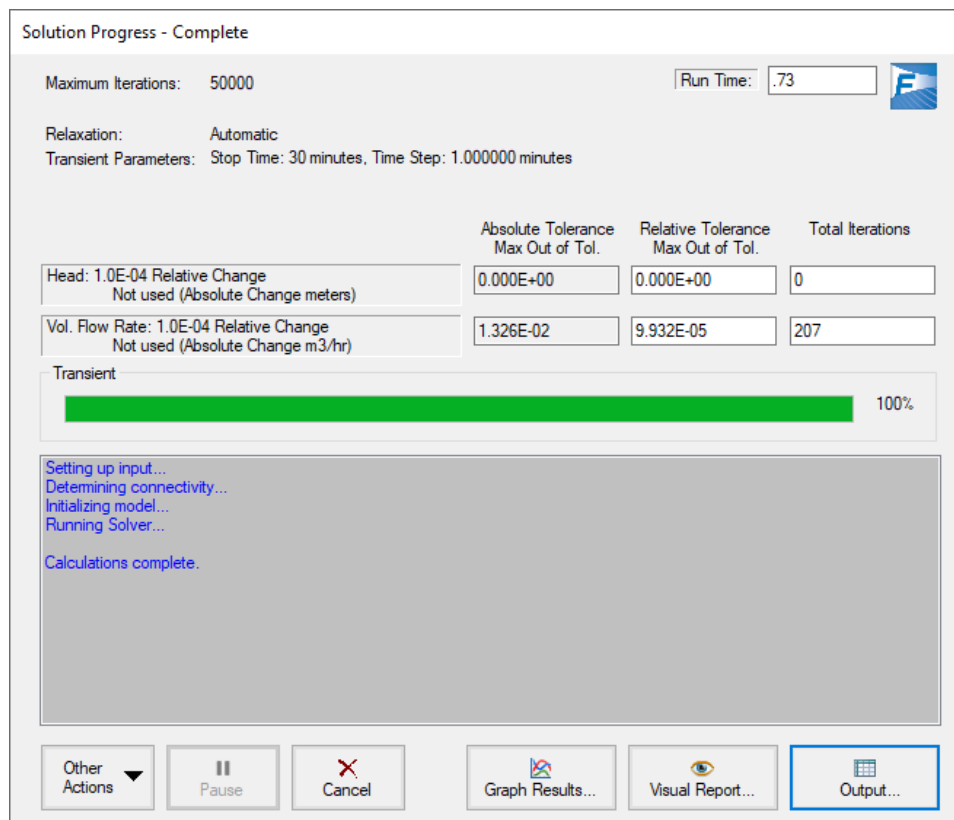 Solution Progress - Complete
Maximum Iterations: 50000
Run Time: .73
F
Relaxation: Automatic
Transient Parameters: Stop Time: 30 minutes, Time Step: 1.000000 minutes
Absolute Tolerance Relative Tolerance Total Iterations
Max Out of Tol. Max Out of Tol.
Head: 1.0E-04 Relative Change
Not used (Absolute Change meters)
0.000E+00 0.000E+00 0
Vol. Flow Rate: 1.0E-04 Relative Change
Not used (Absolute Change m3/hr)
1.326E-02 9.932E-05 207
Transient
100%
Setting up input...
Determining connectivity...
Initializing model...
Running Solver...
Calculations complete.
Other
Actions
Pause
Cancel
Graph Results...
Visual Report...
Output...